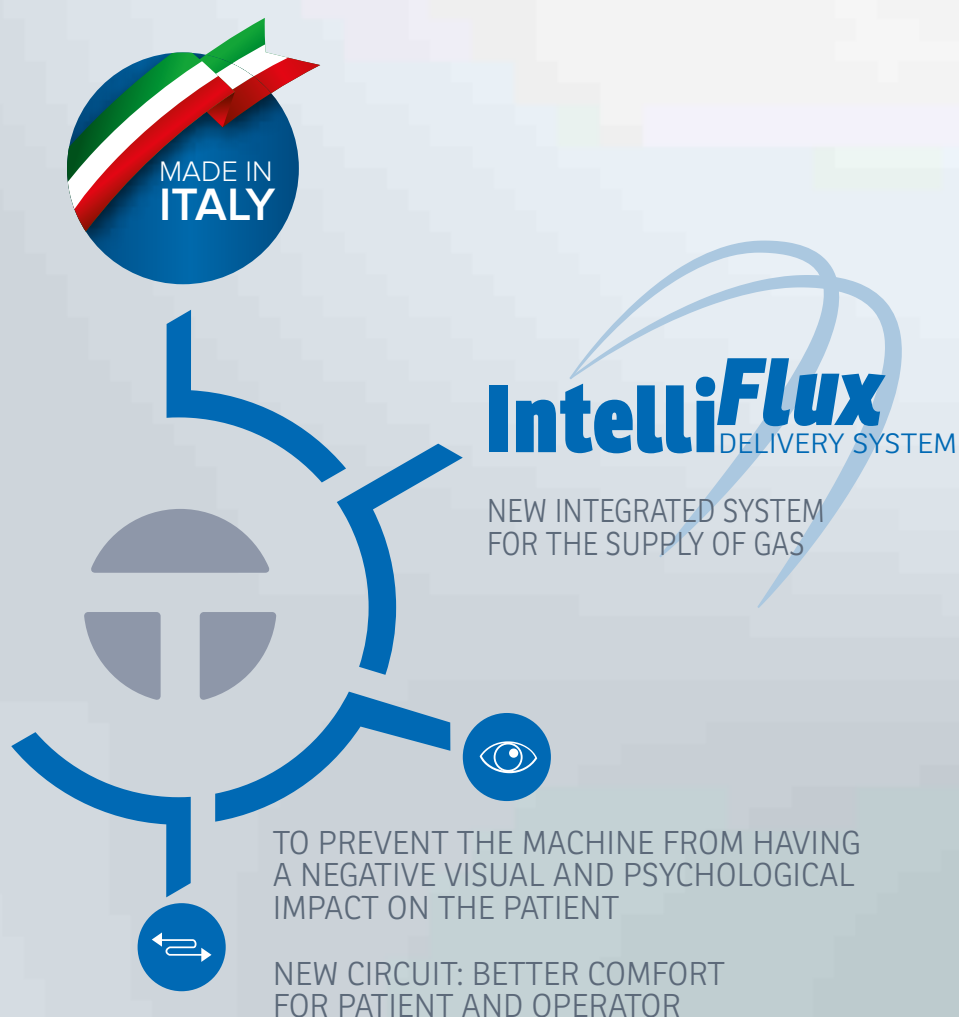 MADE IN
ITALY
IntelliFlux
DELIVERY SYSTEM
NEW INTEGRATED SYSTEM
FOR THE SUPPLY OF GAS
TO PREVENT THE MACHINE FROM HAVING
A NEGATIVE VISUAL AND PSYCHOLOGICAL
IMPACT ON THE PATIENT
NEW CIRCUIT: BETTER COMFORT
FOR PATIENT AND OPERATOR